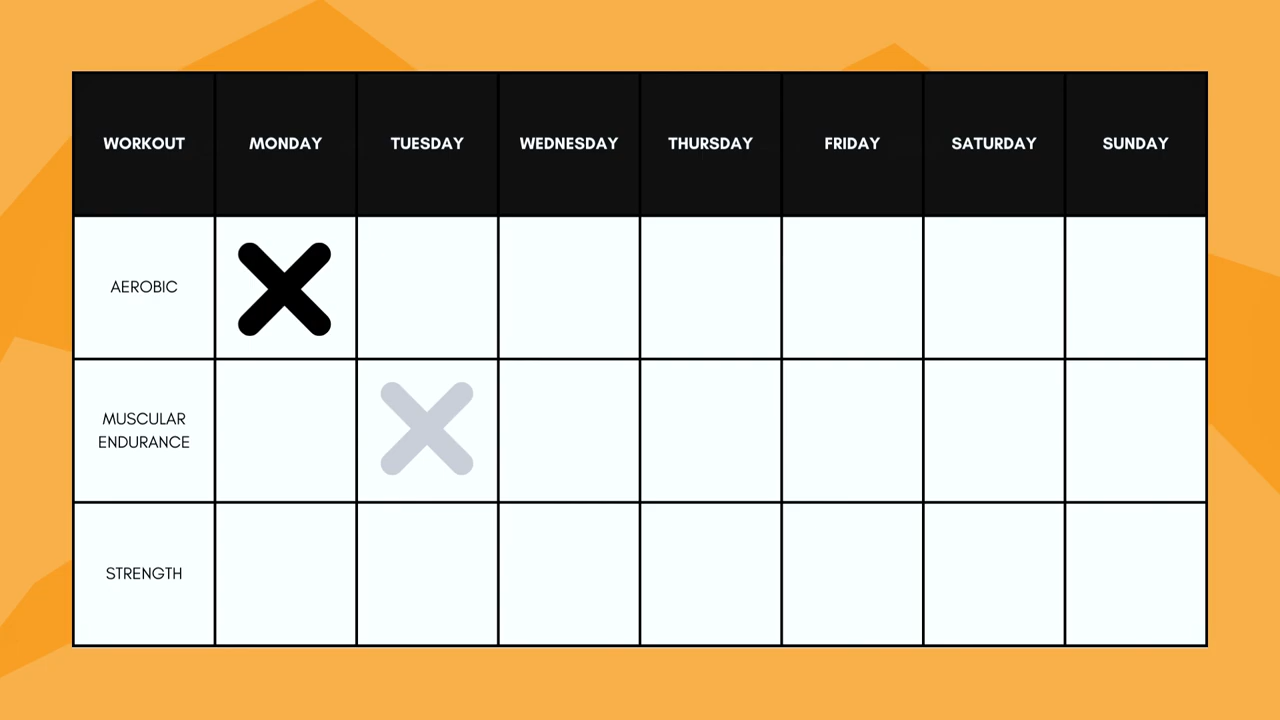 WORKOUT MONDAY TUESDAY WEDNESDAY THURSDAY FRIDAY SATURDAY SUNDAY
AEROBIC
MUSCULAR
ENDURANCE
STRENGTH